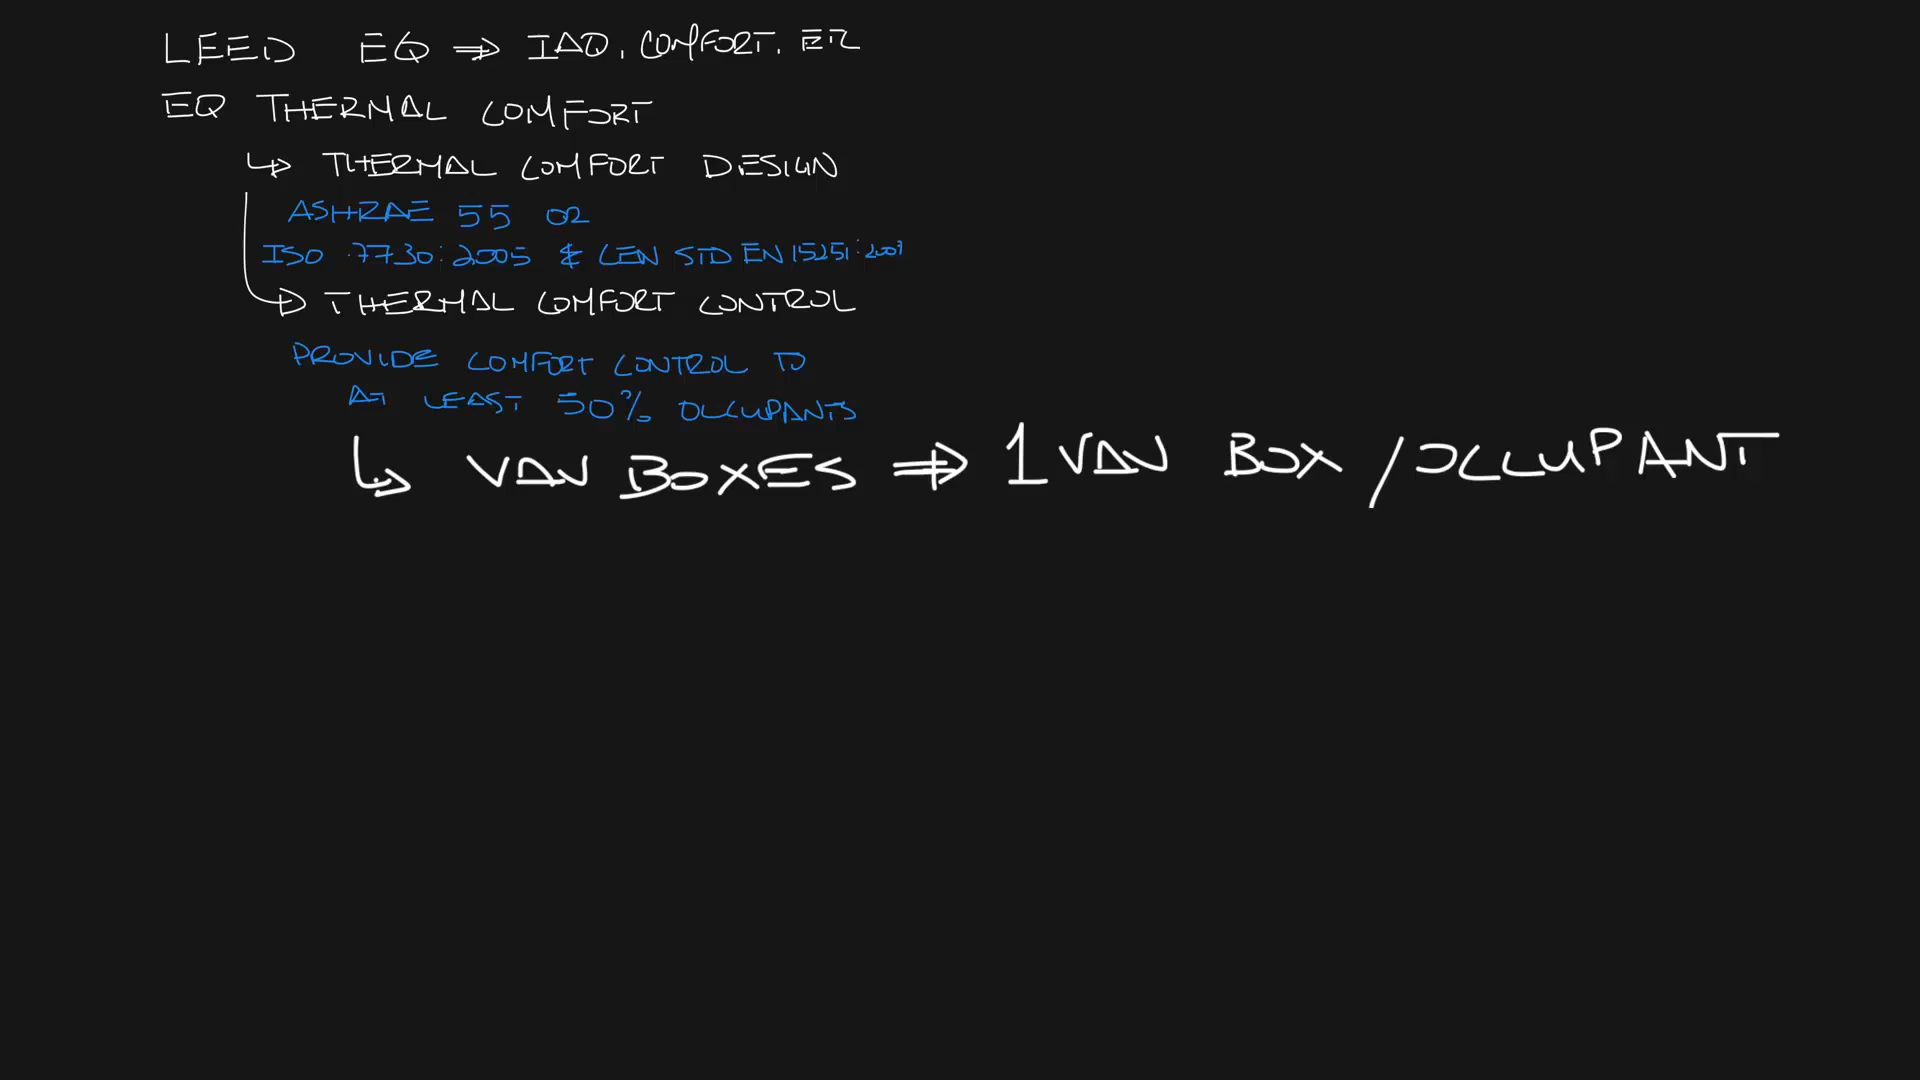 LEED EQ ⇒ IAQ, COMFORT, ETC
EQ THERMAL COMFORT
↳ THERMAL COMFORT DESIGN
ASHRAE 55 OR
ISO 7730:2005 & CEN STD EN 15251:2007
↳ THERMAL COMFORT CONTROL
PROVIDE COMFORT CONTROL TO
AT LEAST 50% OCCUPANTS
↳ VAV BOXES ⇒ 1 VAV BOX / OCCUPANT